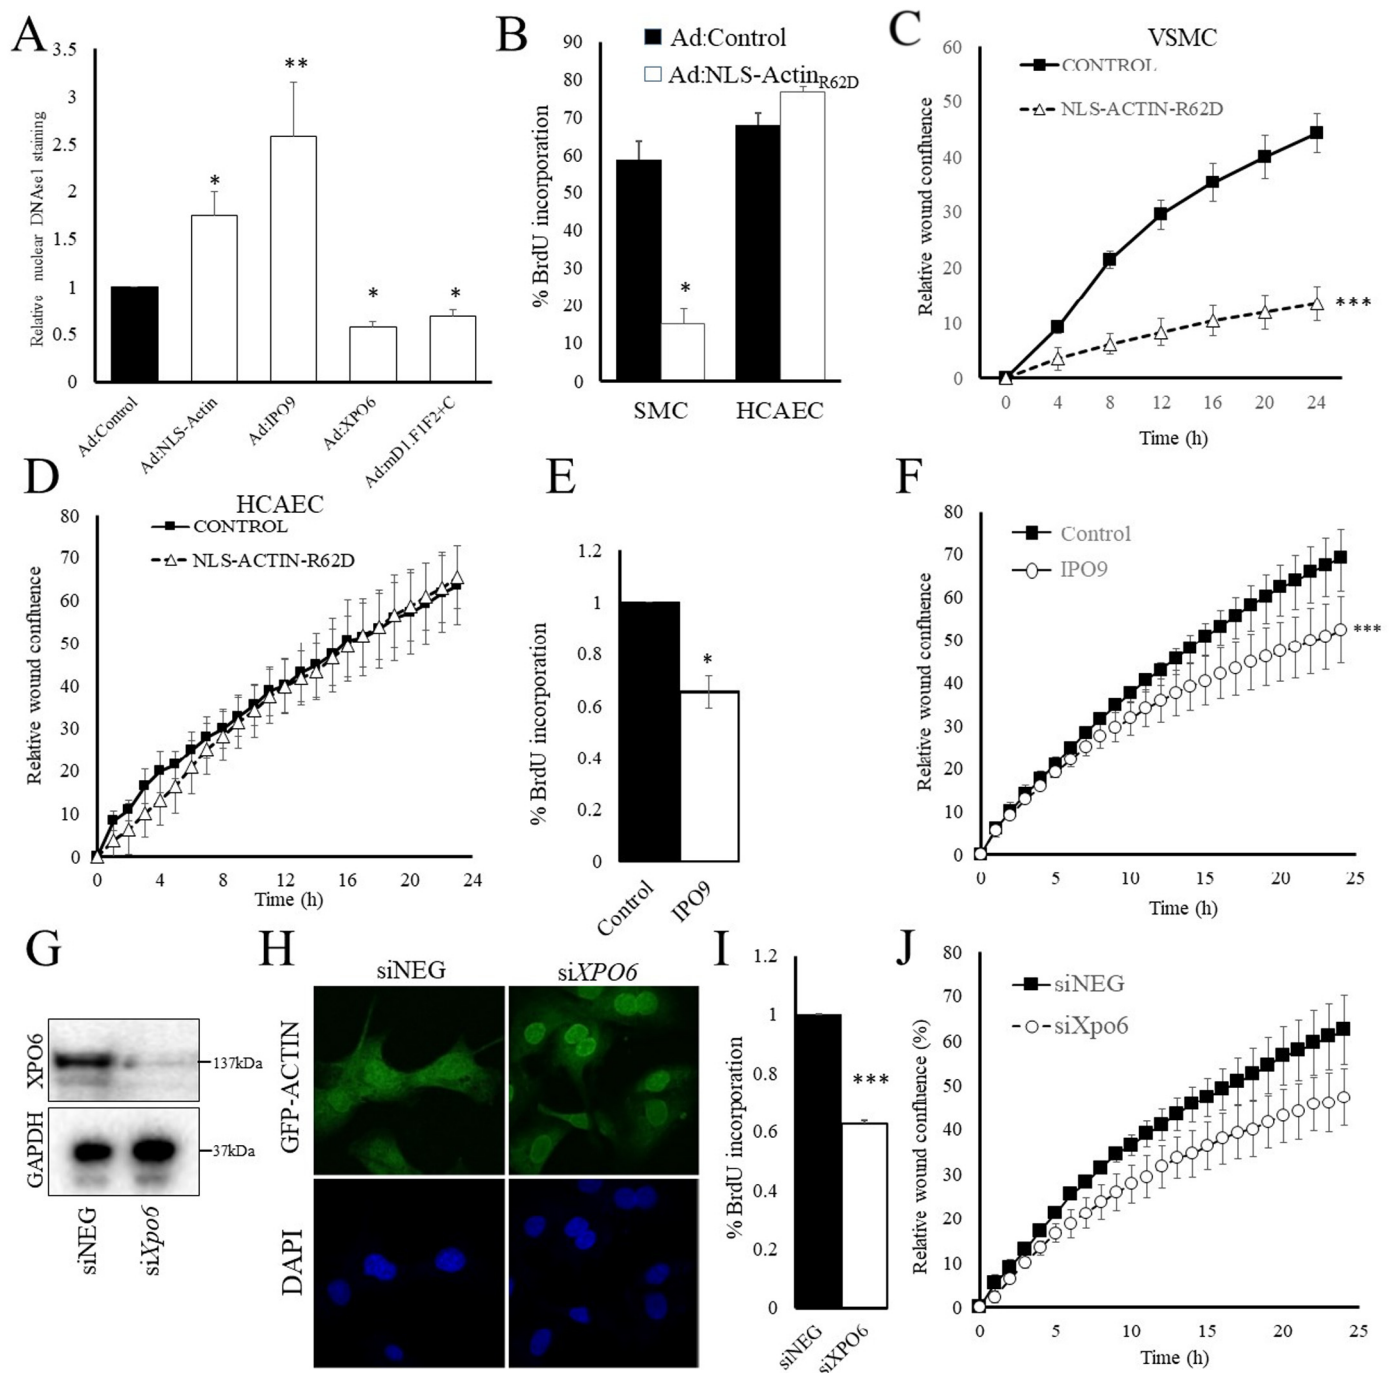 A
3.5
3
2.5
2
1.5
1
0.5
0
Relative nuclear DNAse1 staining
*
**
*
*
Ad:Control
Ad:NLS-Actin
Ad:IPO9
Ad:XPO6
Ad:mD1.F1F2+C
B
90
80
70
60
50
40
30
20
10
0
% BrdU incorporation
Ad:Control
Ad:NLS-ActinR62D
*
SMC
HCAEC
C
VSMC
CONTROL
NLS-ACTIN-R62D
60
50
40
30
20
10
0
Relative wound confluence
***
0 4 8 12 16 20 24
Time (h)
D
HCAEC
CONTROL
NLS-ACTIN-R62D
80
70
60
50
40
30
20
10
0
Relative wound confluence
0 4 8 12 16 20 24
Time (h)
E
1.2
1
0.8
0.6
0.4
0.2
0
% BrdU incorporation
*
Control
IPO9
F
Control
IPO9
80
70
60
50
40
30
20
10
0
Relative wound confluence
***
0 5 10 15 20 25
Time (h)
G
XPO6
137kDa
GAPDH
37kDa
siNEG
siXpo6
H
siNEG
siXPO6
GFP-ACTIN
DAPI
I
1.2
1
0.8
0.6
0.4
0.2
0
% BrdU incorporation
***
siNEG
siXPO6
J
siNEG
siXpo6
80
70
60
50
40
30
20
10
0
Relative wound confluence (%)
0 5 10 15 20 25
Time (h)